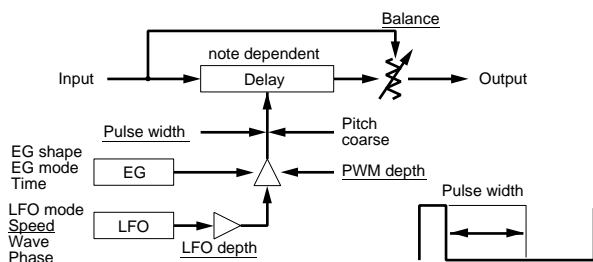 Balance
note dependent
Input
Delay
Output
Pulse width
Pitch
coarse
EG shape
EG mode
Time
EG
PWM depth
LFO mode
Speed
Wave
Phase
LFO
LFO depth
Pulse width